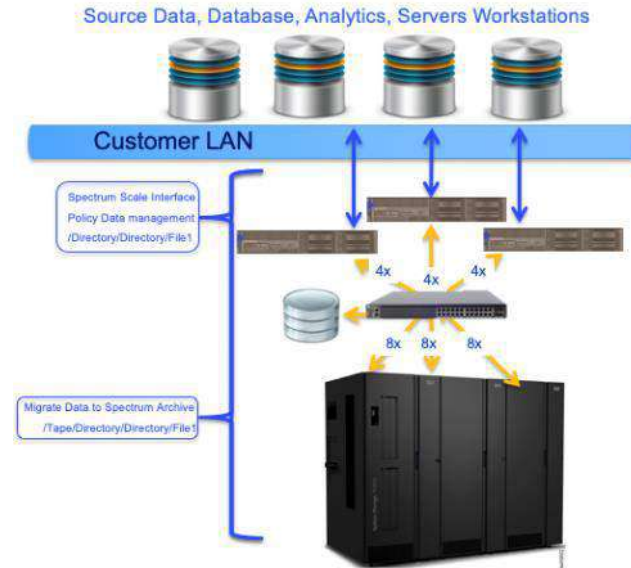 Source Data, Database, Analytics, Servers Workstations
Customer LAN
Spectrum Scale Interface
Policy Data management
/Directory/Directory/File1
4x
4x
4x
8x
8x
8x
Migrate Data to Spectrum Archive
/Tape/Directory/Directory/File1